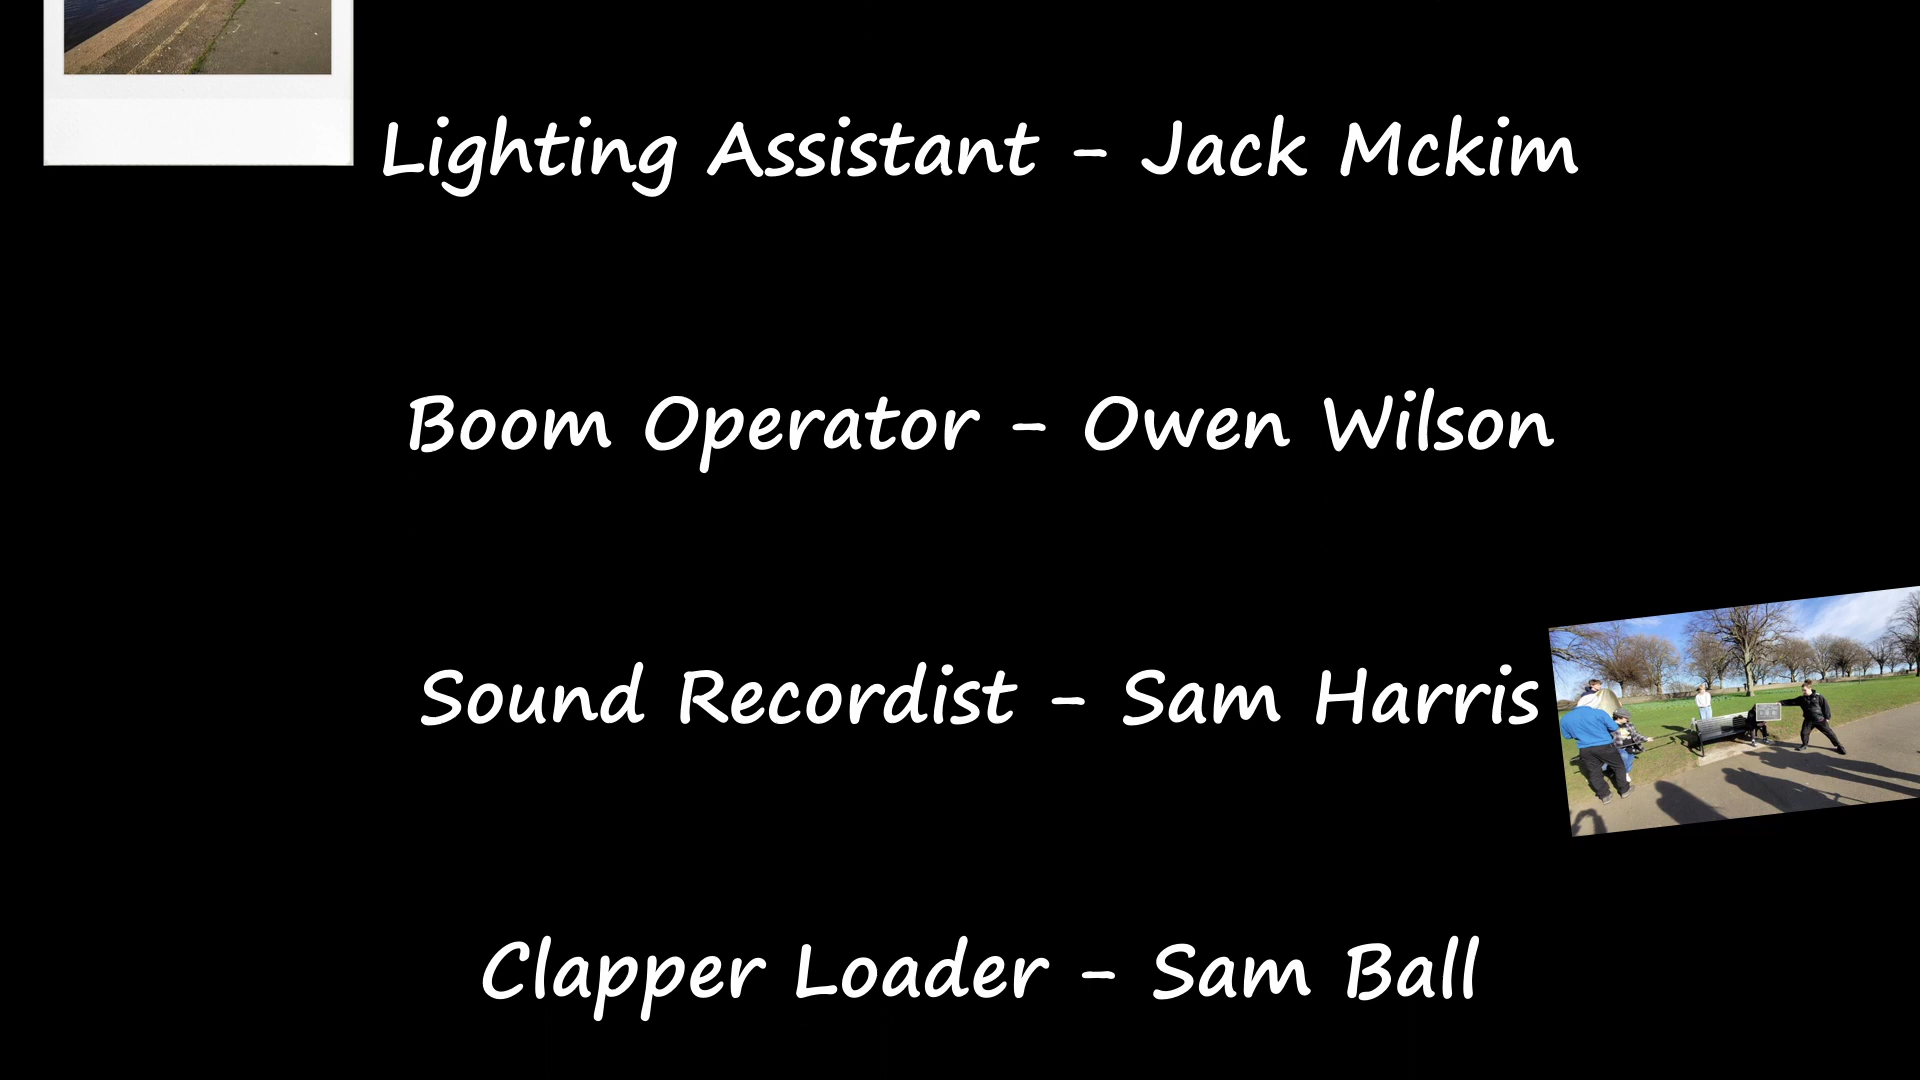 Lighting Assistant - Jack Mckim
Boom Operator - Owen Wilson
Sound Recordist - Sam Harris
Clapper Loader - Sam Ball